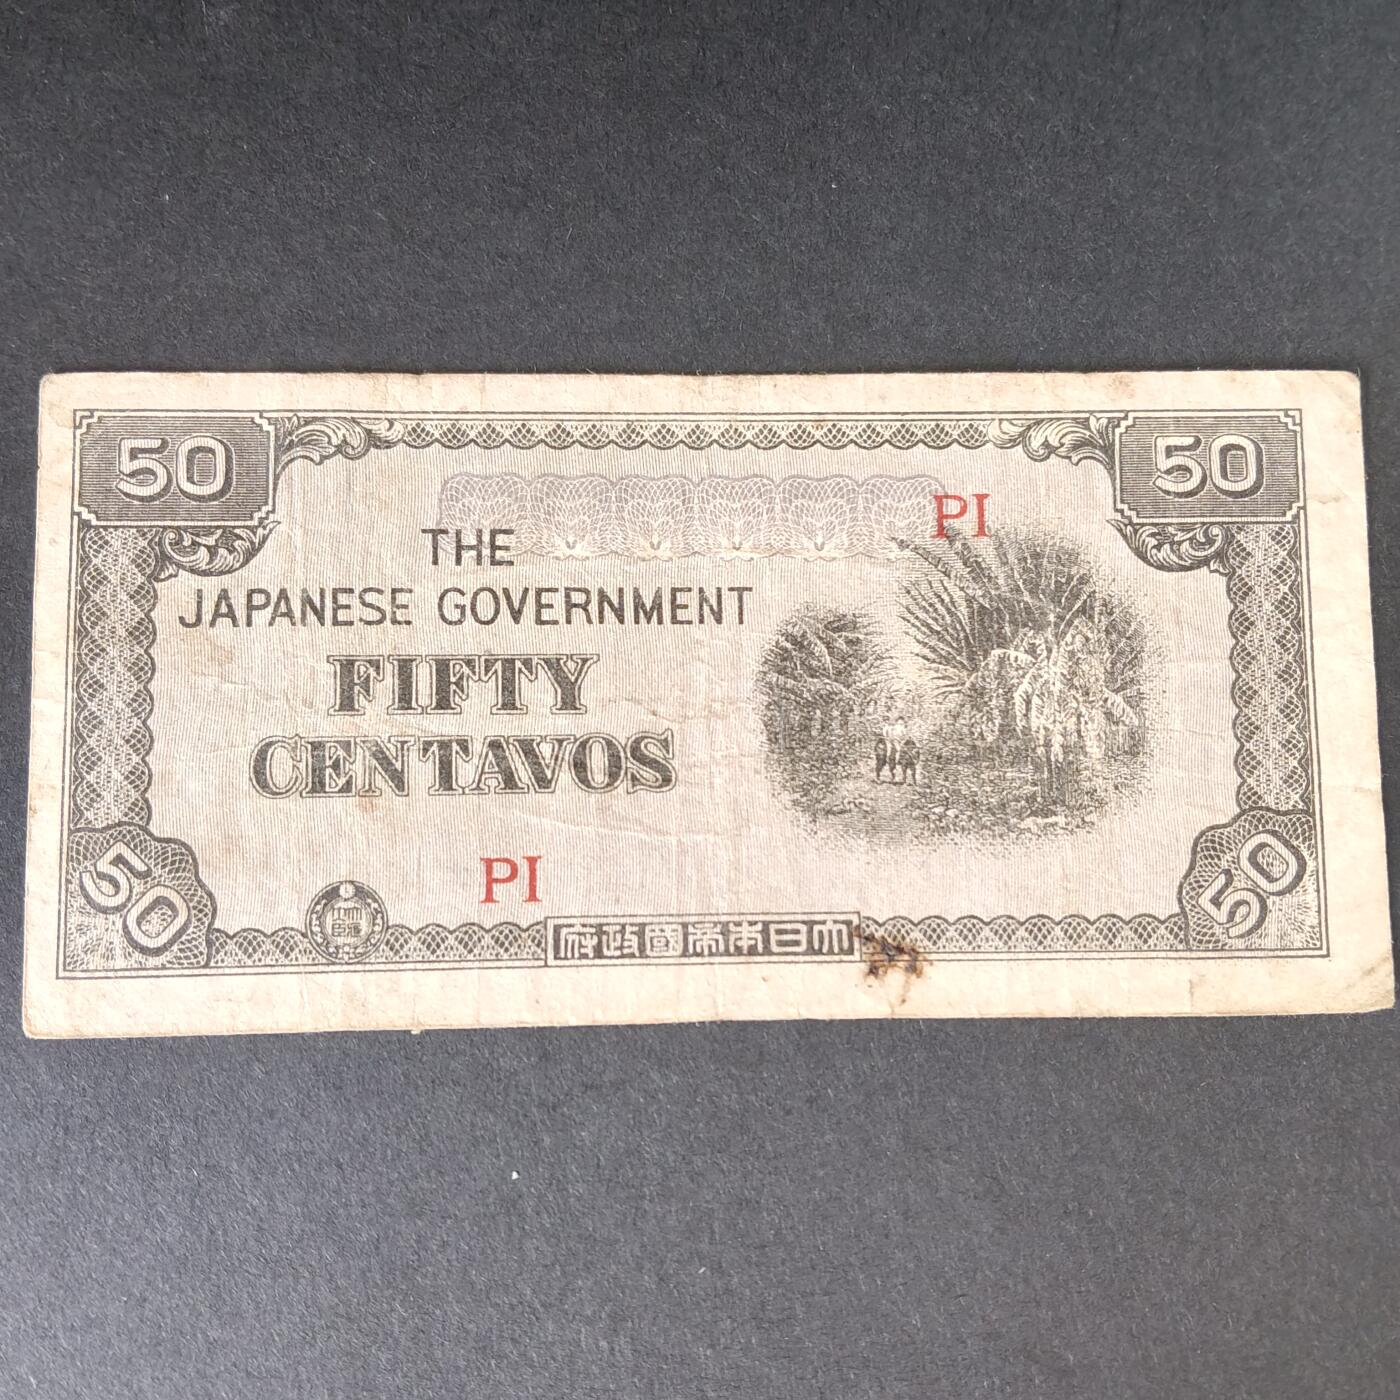 50 50
PI
THE
JAPANESE GOVERNMENT
FIFTY
CENTAVOS
PI
50 50
府政國帝本日大